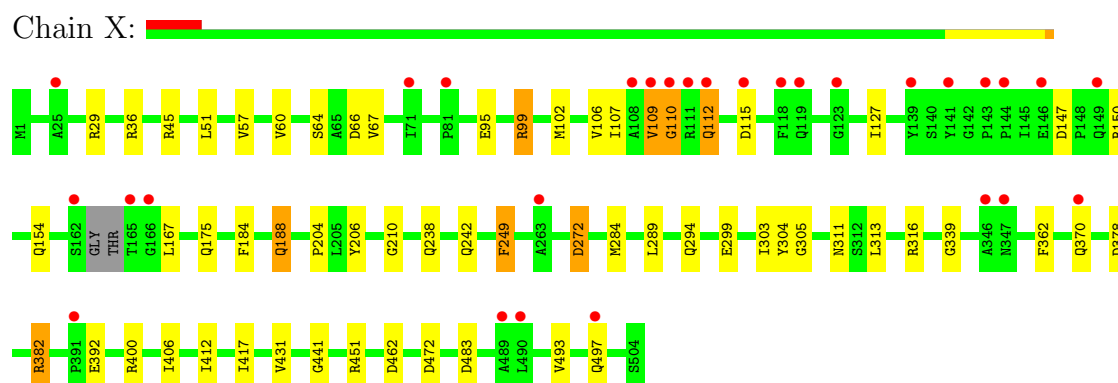 Chain X:
M1 A25 R29 R36 R45 L51 V57 V60 S64 A65 D66 V67 I71 P81 E95 R99 M102 V106 I107 A108 V109 G110 R111 Q112 D115 F118 Q119 G123 E127 Y139 S140 Y141 G142 P143 P144 I145 E146 D147 P148 Q149
Q154 S162 GLY THR T165 G166 L167 Q175 F184 Q188 P204 L205 Y206 G210 Q238 Q242 F249 A263 D272 M284 L289 Q294 E299 I303 Y304 G305 N311 S312 L313 R316 G339 A346 N347 F362 Q370
R382 P391 E392 R400 I406 I412 I417 V431 G441 R451 D462 D472 D483 A489 L490 V493 Q497 S504